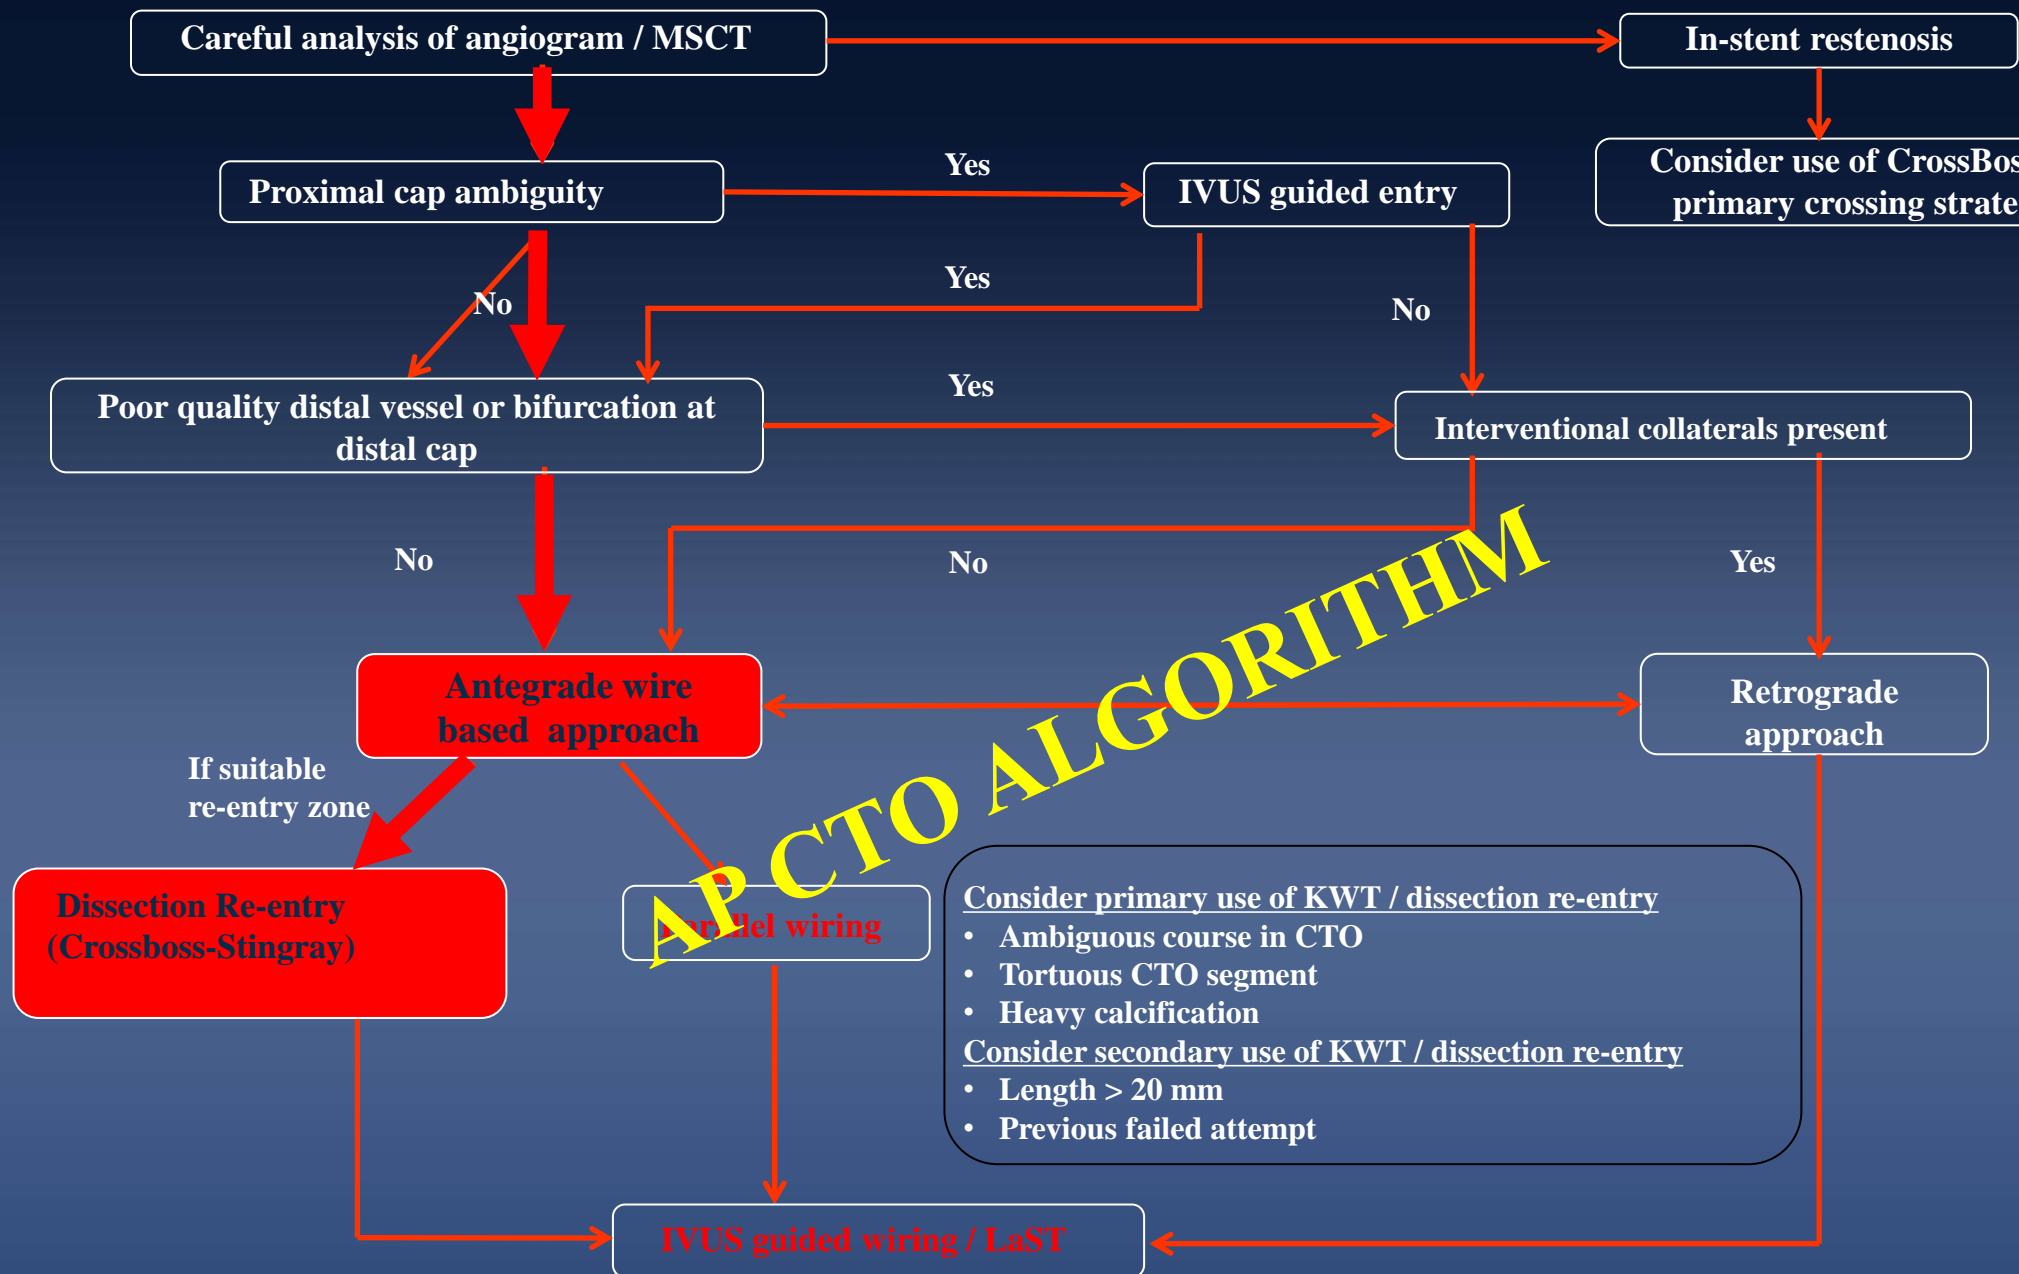 Careful analysis of angiogram / MSCT
In-stent restenosis
Consider use of
primary crossing
Proximal cap ambiguity
Yes
IVUS guided entry
No
Yes
No
Poor quality distal vessel or bifurcation at
distal cap
Yes
Interventional collaterals present
No
No
Yes
Antegrade wire
based approach
Retrograde
approach
If suitable
re-entry zone
AP CTO ALGORITHM
Dissection Re-entry
(Crossboss-Stingray)
Parallel wiring
Consider primary use of KWT / dissection re-entry
• Ambiguous course in CTO
• Tortuous CTO segment
• Heavy calcification
Consider secondary use of KWT / dissection re-entry
• Length > 20 mm
• Previous failed attempt
IVUS guided wiring / LaST